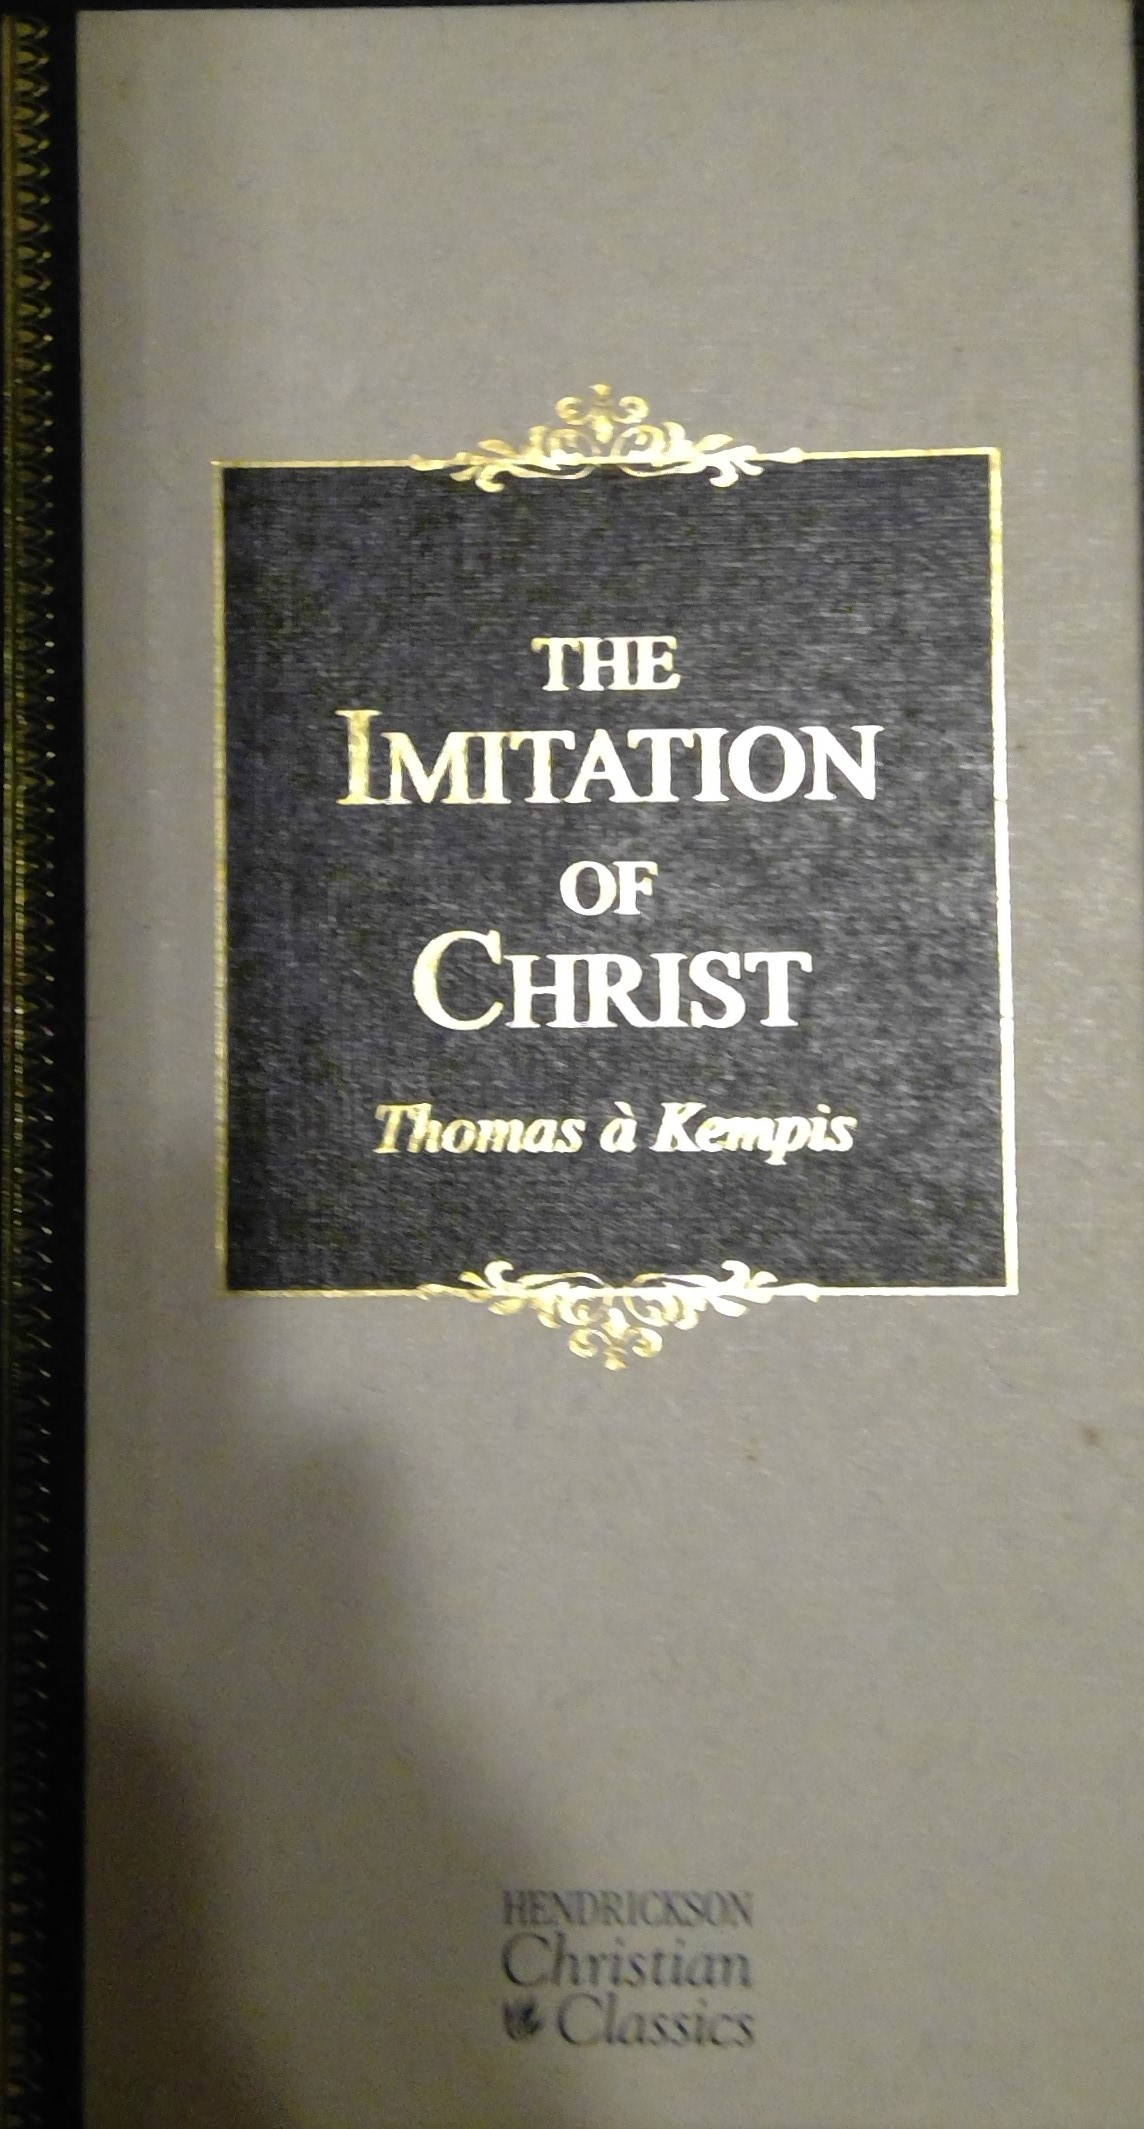 THE
IMITATION
OF
CHRIST
Thomas à Kempis
HENDRICKSON
Christian
Classics